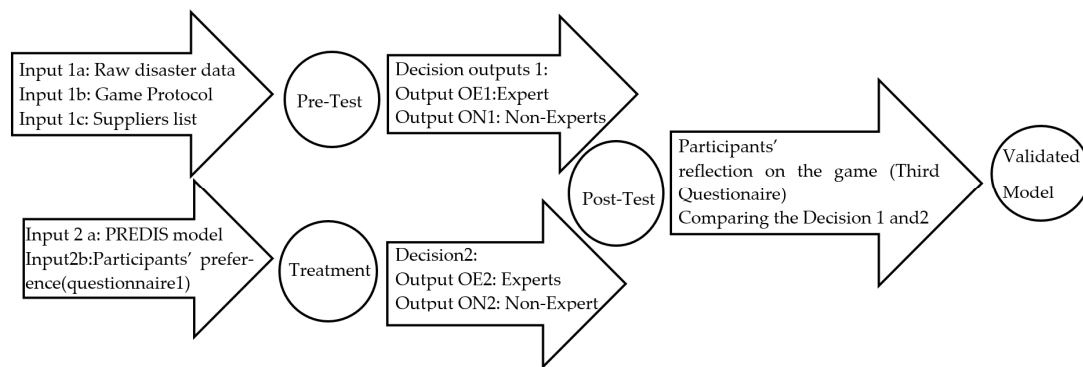 Input 1a: Raw disaster data
Input 1b: Game Protocol
Input 1c: Suppliers list
Pre-Test
Decision outputs 1:
Output OE1:Expert
Output ON1: Non-Experts
Input 2 a: PREDIS model
Input2b:Participants' prefer-
ence(questionnaire1)
Treatment
Decision2:
Output OE2: Experts
Output ON2: Non-Expert
Post-Test
Participants'
reflection on the game (Third
Questionaire)
Comparing the Decision 1 and2
Validated
Model